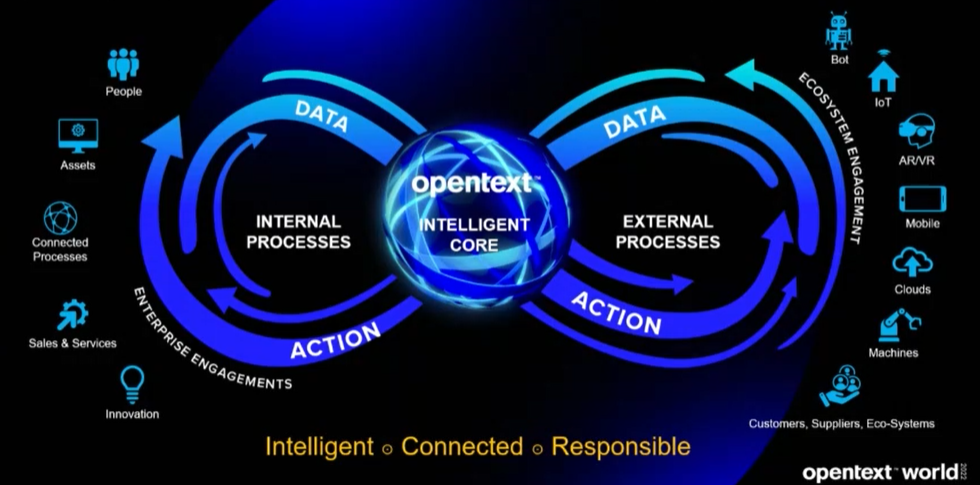 People
Assets
Connected
Processes
Sales & Services
Innovation
ENTERPRISE ENGAGEMENTS
DATA
INTERNAL
PROCESSES
ACTION
opentext™
INTELLIGENT
CORE
DATA
EXTERNAL
PROCESSES
ACTION
ECOSYSTEM ENGAGEMENT
Bot
IoT
AR/VR
Mobile
Clouds
Machines
Customers, Suppliers, Eco-Systems
Intelligent ⊙ Connected ⊙ Responsible
opentext™ world 2022